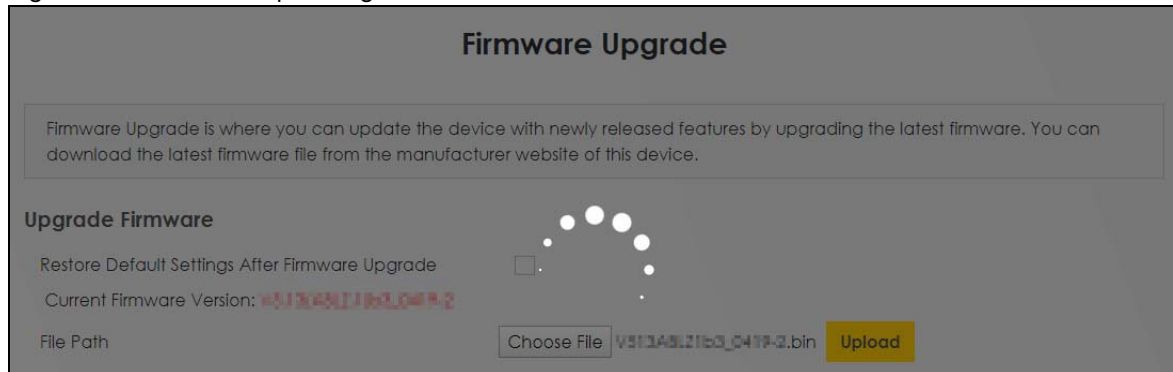 Firmware Upgrade
Firmware Upgrade is where you can update the device with newly released features by upgrading the latest firmware. You can
download the latest firmware file from the manufacturer website of this device.
Upgrade Firmware
Restore Default Settings After Firmware Upgrade
Current Firmware Version:
File Path Choose File .bin Upload